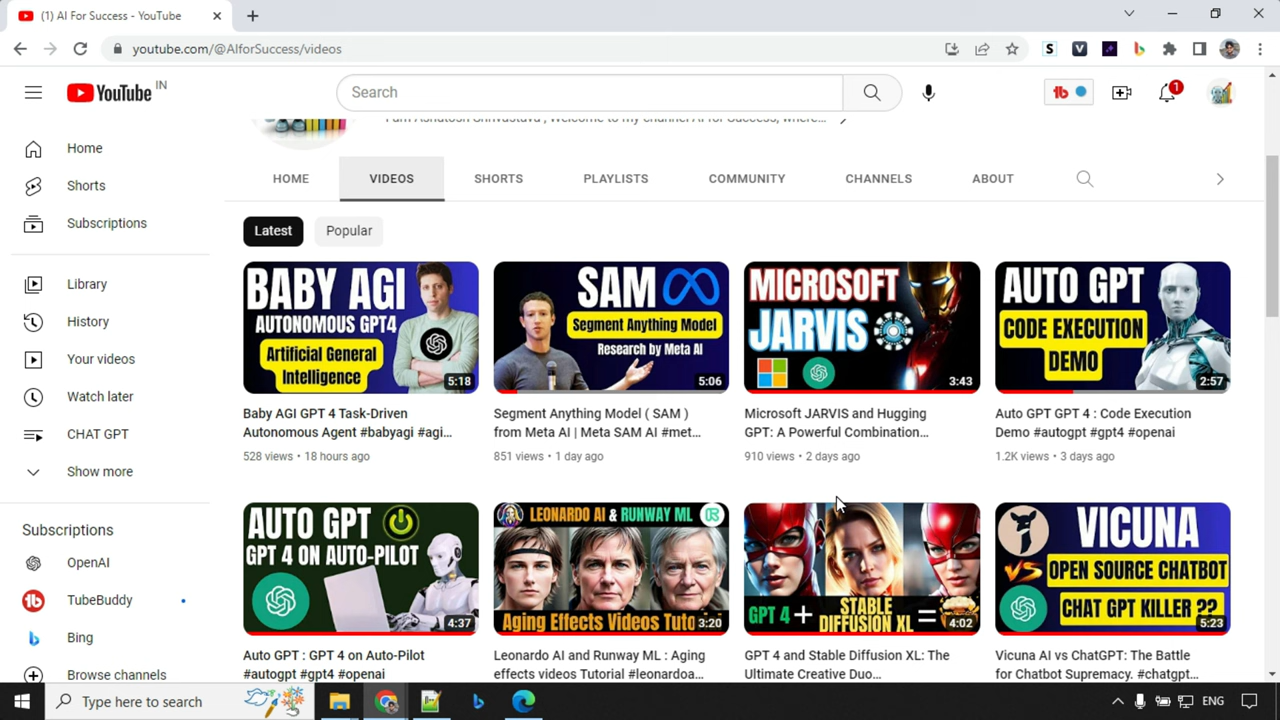 (1) AI For Success - YouTube
youtube.com/@AIforSuccess/videos
YouTube IN
Search
1
HOME
VIDEOS
SHORTS
PLAYLISTS
COMMUNITY
CHANNELS
ABOUT
Latest
Popular
Home
Shorts
Subscriptions
Library
History
Your videos
Watch later
CHAT GPT
Show more
Subscriptions
OpenAI
TubeBuddy
Bing
Browse channels
BABY AGI
AUTONOMOUS GPT4
Artificial General
Intelligence
5:18
Baby AGI GPT 4 Task-Driven
Autonomous Agent #babyagi #agi...
528 views • 18 hours ago
SAM
Segment Anything Model
Research by Meta AI
5:06
Segment Anything Model ( SAM )
from Meta AI | Meta SAM AI #met...
851 views • 1 day ago
MICROSOFT
JARVIS
3:43
Microsoft JARVIS and Hugging
GPT: A Powerful Combination...
910 views • 2 days ago
AUTO GPT
CODE EXECUTION
DEMO
2:57
Auto GPT GPT 4 : Code Execution
Demo #autogpt #gpt4 #openai
1.2K views • 3 days ago
AUTO GPT
GPT 4 ON AUTO-PILOT
4:37
Auto GPT : GPT 4 on Auto-Pilot
#autogpt #gpt4 #openai
LEONARDO AI & RUNWAY ML
Aging Effects Videos
3:20
Leonardo AI and Runway ML : Aging
effects videos Tutorial #leonardoa...
GPT 4 + STABLE
DIFFUSION XL =
4:02
GPT 4 and Stable Diffusion XL: The
Ultimate Creative Duo...
VICUNA
VS OPEN SOURCE CHATBOT
CHAT GPT KILLER ??
5:23
Vicuna AI vs ChatGPT: The Battle
for Chatbot Supremacy. #chatgpt...
Type here to search
ENG